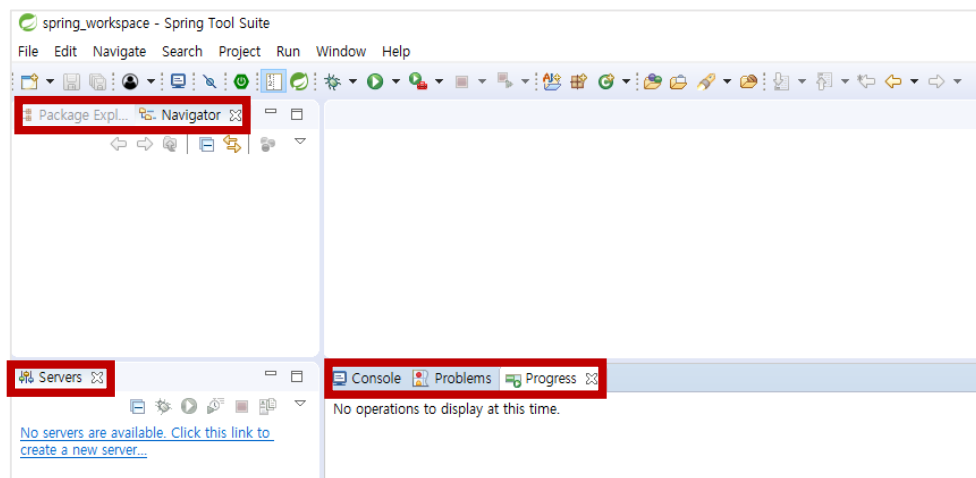 spring_workspace - Spring Tool Suite
File Edit Navigate Search Project Run Window Help
Package Expl... Navigator
Servers
Console Problems Progress
No operations to display at this time.
No servers are available. Click this link to
create a new server...